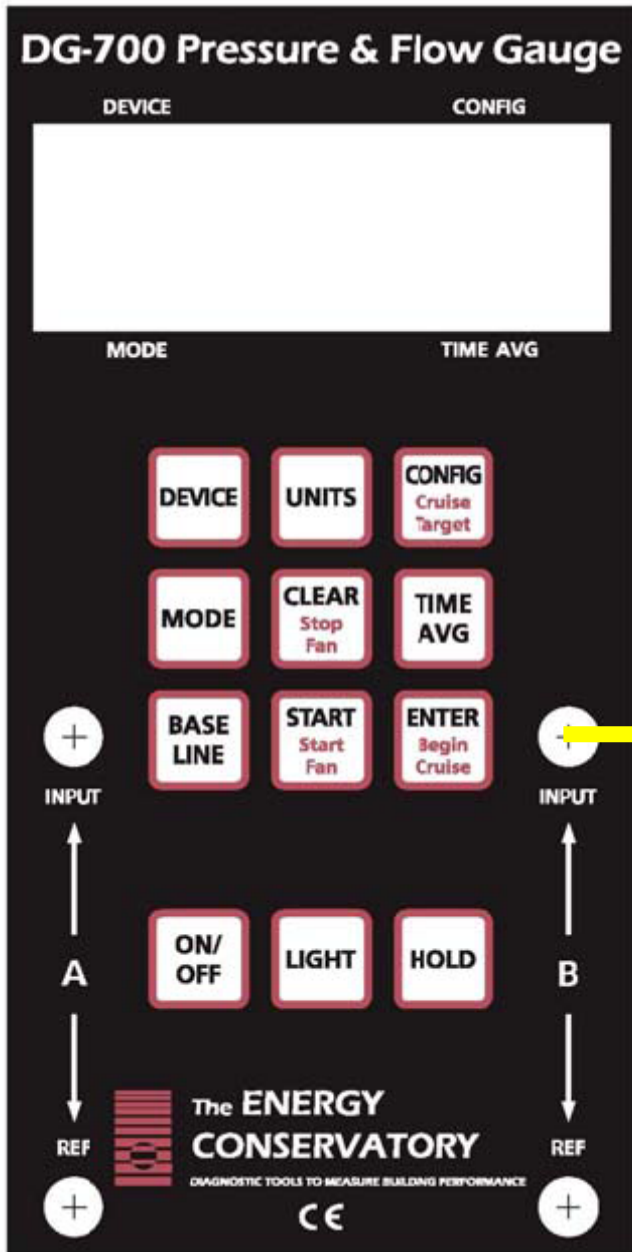 DG-700 Pressure & Flow Gauge
DEVICE CONFIG
MODE TIME AVG
DEVICE
UNITS
CONFIG
Cruise
Target
MODE
CLEAR
Stop
Fan
TIME
AVG
BASE
LINE
START
Start
Fan
ENTER
Begin
Cruise
INPUT
INPUT
ON/
OFF
LIGHT
HOLD
A
B
REF
REF
The ENERGY
CONSERVATORY
DIAGNOSTIC TOOLS TO MEASURE BUILDING PERFORMANCE
CE